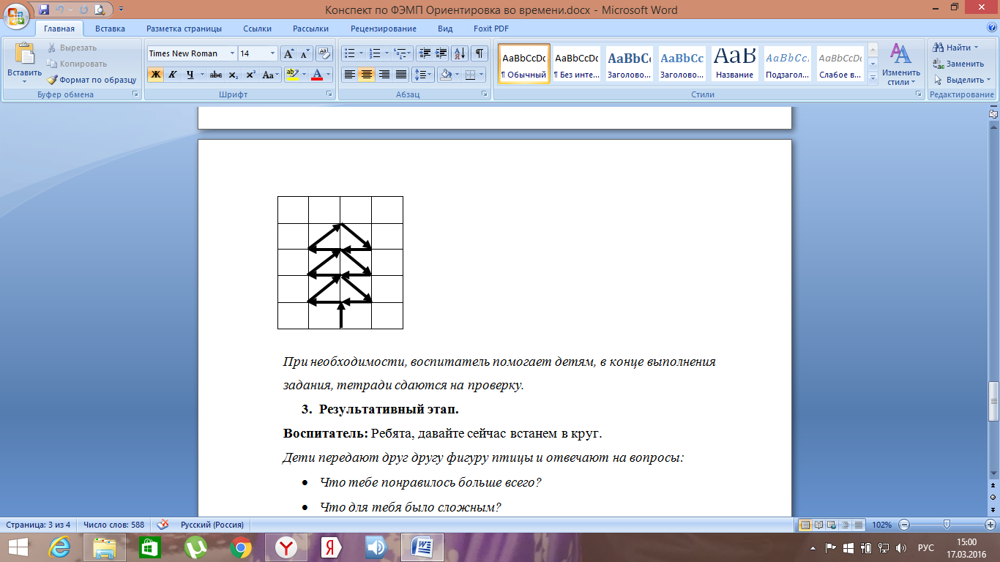 Конспект по ФЭМП Ориентировка во времени.docx - Microsoft Word
Главная Вставка Разметка страницы Ссылки Рассылки Рецензирование Вид Foxit PDF
Вставить
Вырезать
Копировать
Формат по образцу
Буфер обмена
Times New Roman 14
Ж К Ч abc x₂ x² Aa
Шрифт
Абзац
AaBbCcDc AaBbCcDc AaBbCc AaBbCc AaB AaBbCc. AaBbCcDc
¶ Обычный ¶ Без инте... Заголово... Заголово... Название Подзагол... Слабое в...
Изменить стили
Стили
Найти
Заменить
Выделить
Редактирование
При необходимости, воспитатель помогает детям, в конце выполнения
задания, тетради сдаются на проверку.
3. Результативный этап.
Воспитатель: Ребята, давайте сейчас встанем в круг.
Дети передают друг другу фигуру птицы и отвечают на вопросы:
• Что тебе понравилось больше всего?
• Что для тебя было сложным?
Страница: 3 из 4 Число слов: 588 Русский (Россия) 102%
РУС 15:00
17.03.2016